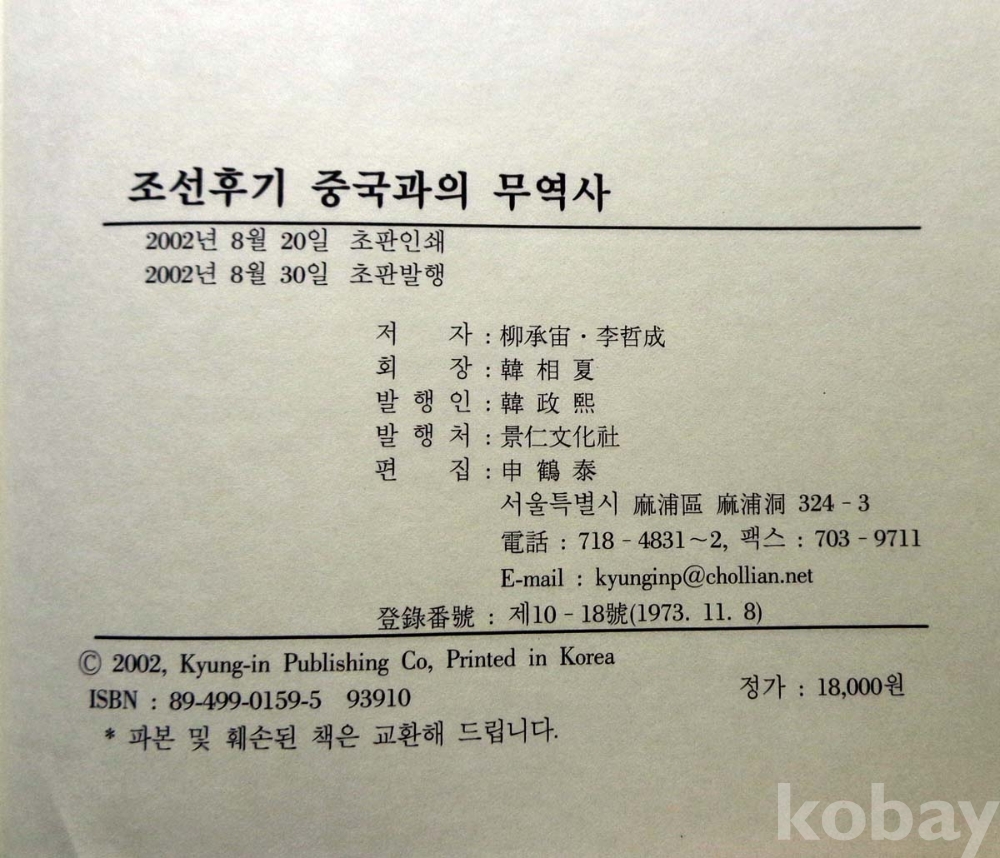 조선후기 중국과의 무역사
2002년 8월 20일 초판인쇄
2002년 8월 30일 초판발행
저 자 : 柳承宙 · 李哲成
회 장 : 韓 相 夏
발 행 인 : 韓 政 熙
발 행 처 : 景仁文化社
편 집 : 申 鶴 泰
서울특별시 麻浦區 麻浦洞 324 - 3
電話 : 718 - 4831～2, 팩스 : 703 - 9711
E-mail : kyunginp@chollian.net
登錄番號 : 제10 - 18號(1973. 11. 8)
© 2002, Kyung-in Publishing Co, Printed in Korea
ISBN : 89-499-0159-5 93910
정가 : 18,000원
* 파본 및 훼손된 책은 교환해 드립니다.
kobay